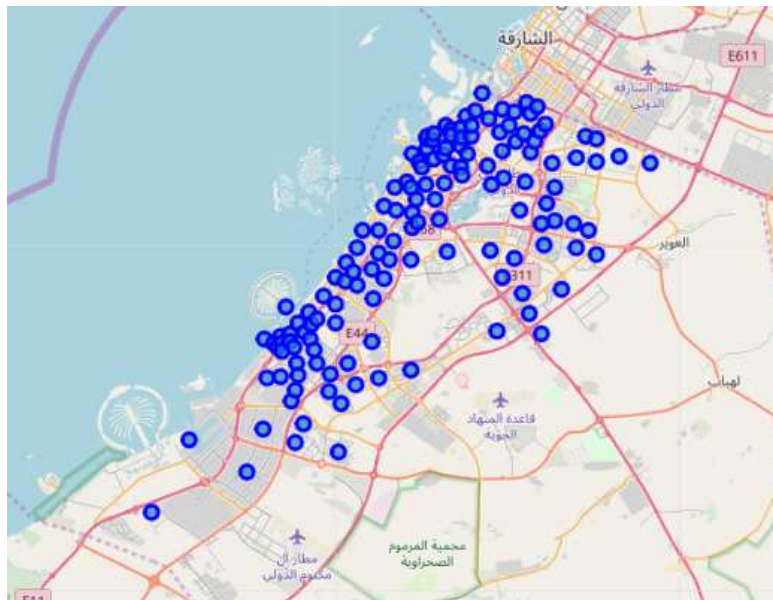 الشارقة
E611
مطار الشارقة
الدولي
العوير
E311
E44
لهباب
قاعدة المنهاد
الجوية
محمية المرموم
الصحراوية
مطار آل
مكتوم الدولي
E11